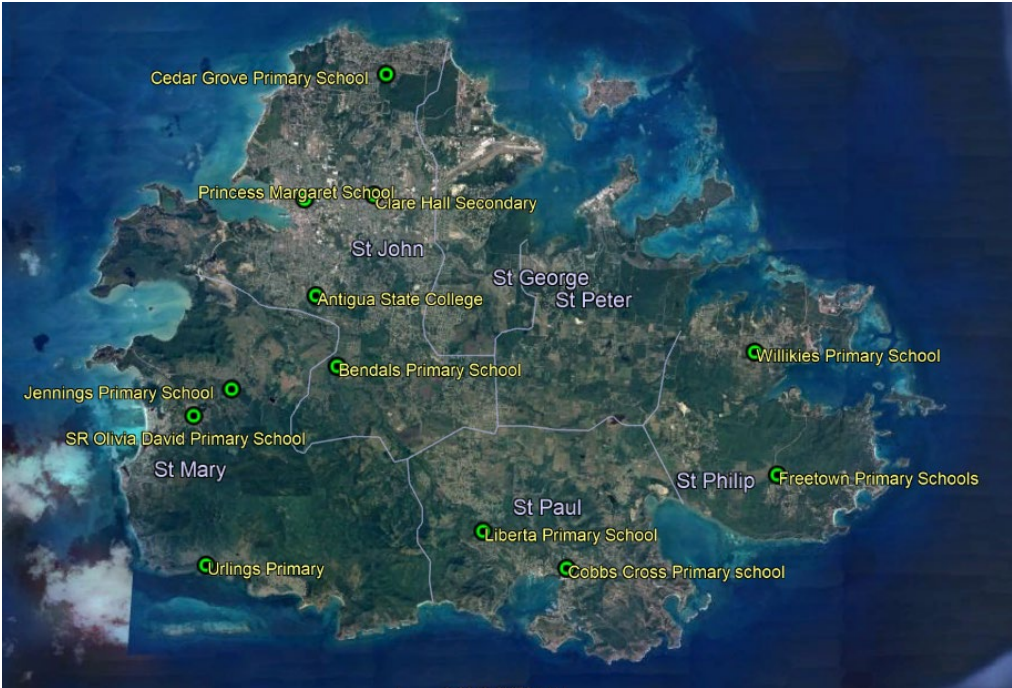 Cedar Grove Primary School
Princess Margaret School
Clare Hall Secondary
St John
St George
St Peter
Antigua State College
Willikies Primary School
Bendals Primary School
Jennings Primary School
SR Olivia David Primary School
St Mary
St Philip
Freetown Primary Schools
St Paul
Liberta Primary School
Urlings Primary
Cobbs Cross Primary school